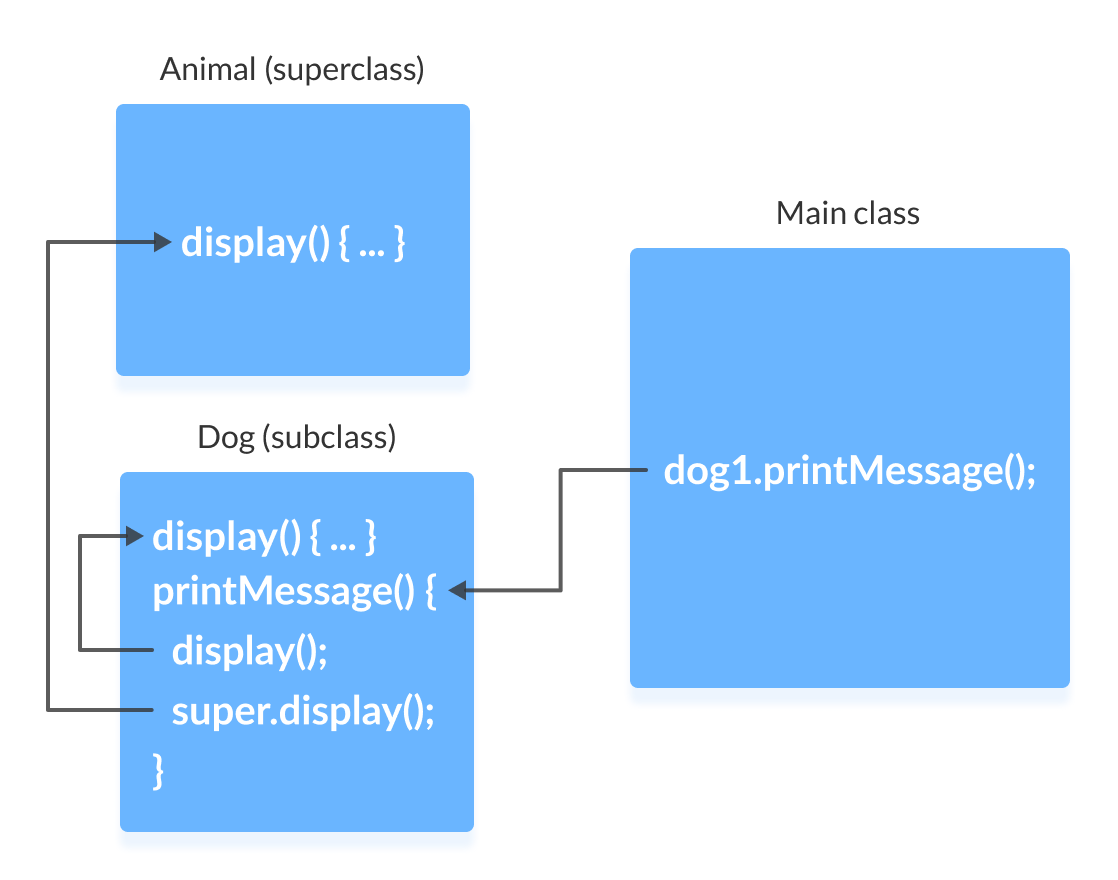 Animal (superclass)
display() { ... }
Dog (subclass)
display() { ... }
printMessage() {
display();
super.display();
}
Main class
dog1.printMessage();